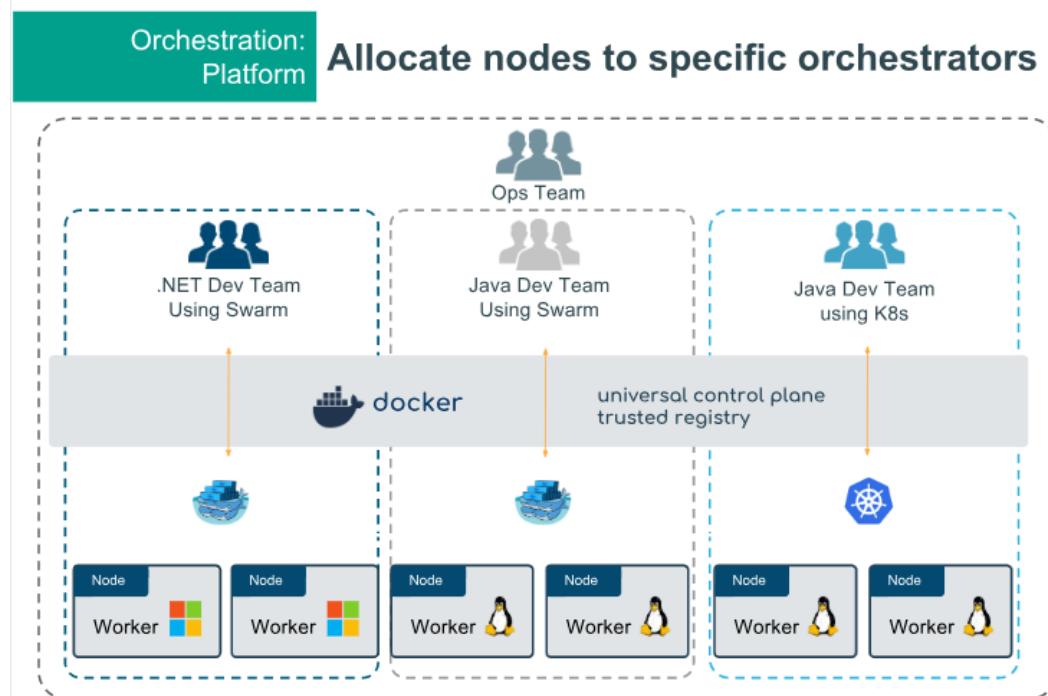 Orchestration:
Platform
Allocate nodes to specific orchestrators
Ops Team
.NET Dev Team
Using Swarm
Java Dev Team
Using Swarm
Java Dev Team
using K8s
docker
universal control plane
trusted registry
Node
Worker
Node
Worker
Node
Worker
Node
Worker
Node
Worker
Node
Worker